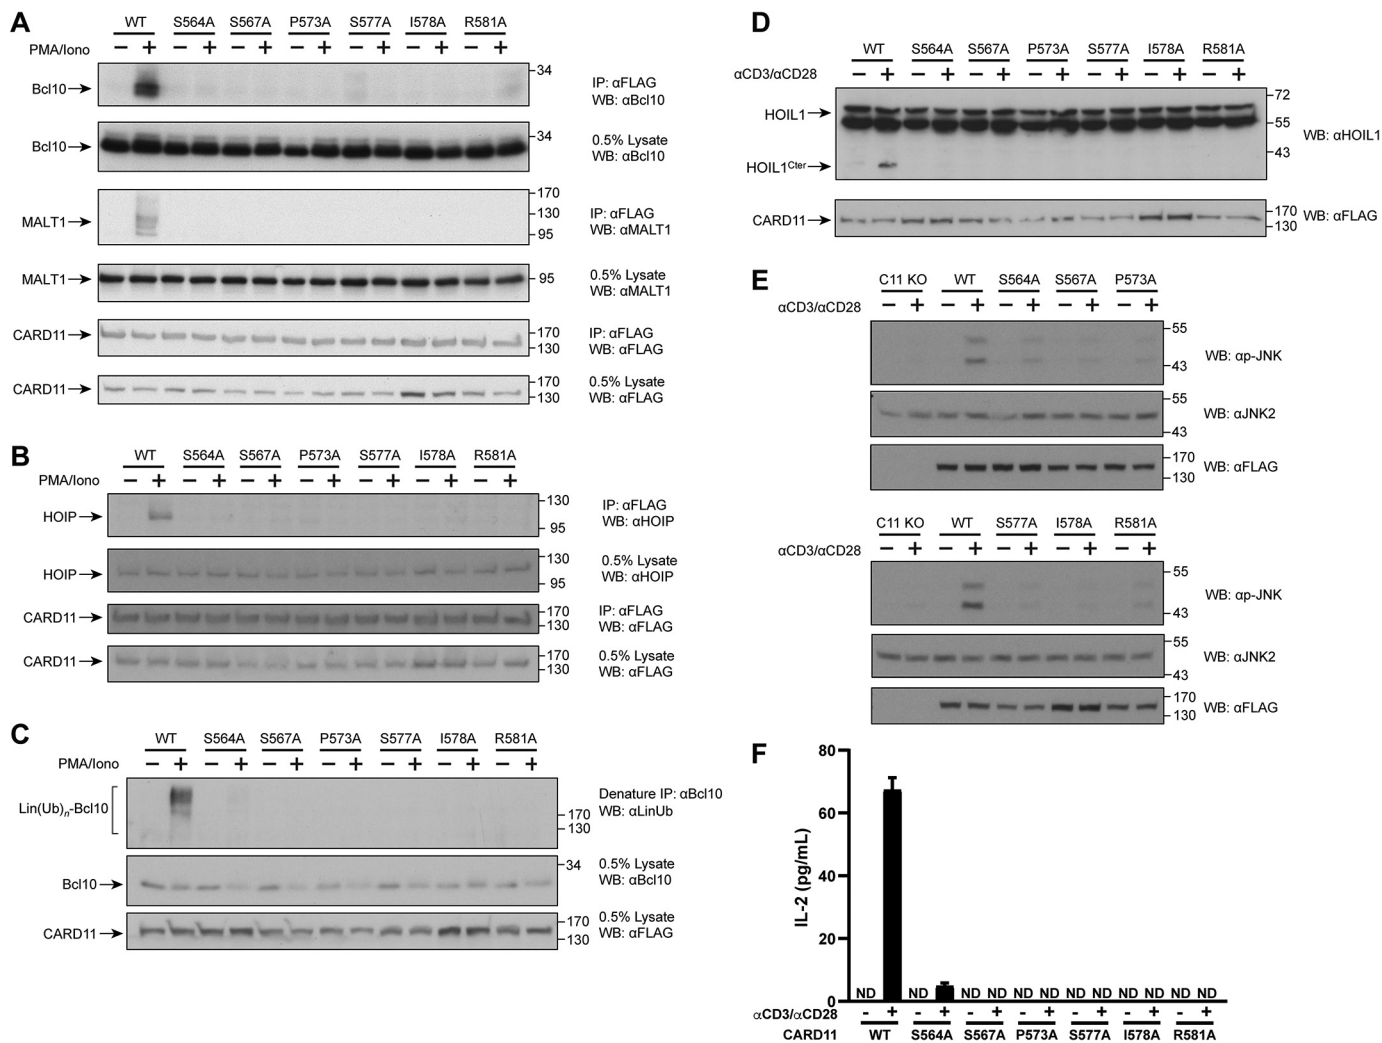 A
WT S564A S567A P573A S577A I578A R581A
PMA/Iono − + − + − + − + − + − + − +
Bcl10 34 IP: αFLAG
WB: αBcl10
Bcl10 34 0.5% Lysate
WB: αBcl10
MALT1 170 130 95 IP: αFLAG
WB: αMALT1
MALT1 95 0.5% Lysate
WB: αMALT1
CARD11 170 130 IP: αFLAG
WB: αFLAG
CARD11 170 130 0.5% Lysate
WB: αFLAG
B
WT S564A S567A P573A S577A I578A R581A
PMA/Iono − + − + − + − + − + − + − +
HOIP 130 95 IP: αFLAG
WB: αHOIP
HOIP 130 95 0.5% Lysate
WB: αHOIP
CARD11 170 130 IP: αFLAG
WB: αFLAG
CARD11 170 130 0.5% Lysate
WB: αFLAG
C
WT S564A S567A P573A S577A I578A R581A
PMA/Iono − + − + − + − + − + − + − +
Lin(Ub)n-Bcl10 170 130 Denature IP: αBcl10
WB: αLinUb
Bcl10 34 0.5% Lysate
WB: αBcl10
CARD11 170 130 0.5% Lysate
WB: αFLAG
D
WT S564A S567A P573A S577A I578A R581A
αCD3/αCD28 − + − + − + − + − + − + − +
HOIL1 72 55 43 WB: αHOIL1
HOIL1Cter
CARD11 170 130 WB: αFLAG
E
C11 KO WT S564A S567A P573A
αCD3/αCD28 − + − + − + − + − +
55 43 WB: αp-JNK
55 43 WB: αJNK2
170 130 WB: αFLAG
C11 KO WT S577A I578A R581A
αCD3/αCD28 − + − + − + − + − +
55 43 WB: αp-JNK
55 43 WB: αJNK2
170 130 WB: αFLAG
F
IL-2 (pg/mL)
80
60
40
20
0
ND ND ND ND ND ND ND ND ND ND ND ND
αCD3/αCD28 - + - + - + - + - + - + - +
CARD11 WT S564A S567A P573A S577A I578A R581A